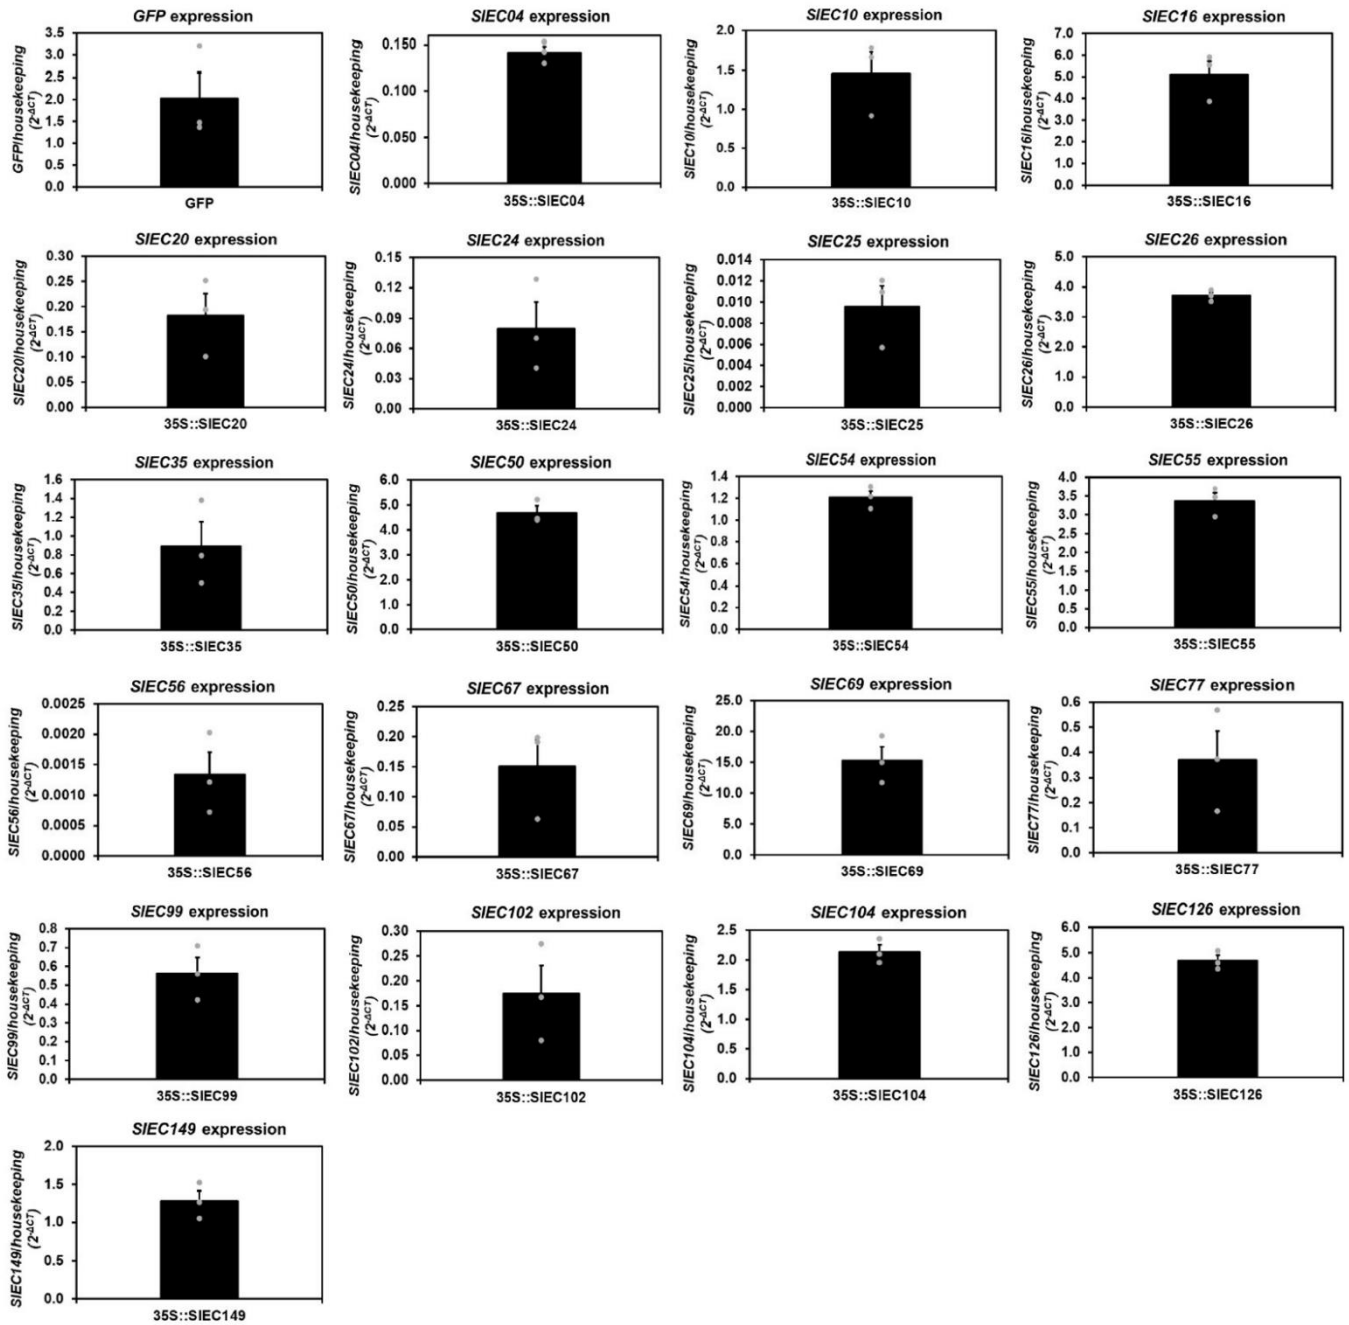 GFP expression
GFP/housekeeping
(2-ΔCT)
3.5
3.0
2.5
2.0
1.5
1.0
0.5
0.0
GFP
SlEC04 expression
SlEC04/housekeeping
(2-ΔCT)
0.150
0.100
0.050
0.000
35S::SlEC04
SlEC10 expression
SlEC10/housekeeping
(2-ΔCT)
2.0
1.5
1.0
0.5
0.0
35S::SlEC10
SlEC16 expression
SlEC16/housekeeping
(2-ΔCT)
7.0
6.0
5.0
4.0
3.0
2.0
1.0
0.0
35S::SlEC16
SlEC20 expression
SlEC20/housekeeping
(2-ΔCT)
0.30
0.25
0.20
0.15
0.10
0.05
0.00
35S::SlEC20
SlEC24 expression
SlEC24/housekeeping
(2-ΔCT)
0.15
0.12
0.09
0.06
0.03
0.00
35S::SlEC24
SlEC25 expression
SlEC25/housekeeping
(2-ΔCT)
0.014
0.012
0.010
0.008
0.006
0.004
0.002
0.000
35S::SlEC25
SlEC26 expression
SlEC26/housekeeping
(2-ΔCT)
5.0
4.0
3.0
2.0
1.0
0.0
35S::SlEC26
SlEC35 expression
SlEC35/housekeeping
(2-ΔCT)
1.6
1.4
1.2
1.0
0.8
0.6
0.4
0.2
0.0
35S::SlEC35
SlEC50 expression
SlEC50/housekeeping
(2-ΔCT)
6.0
5.0
4.0
3.0
2.0
1.0
0.0
35S::SlEC50
SlEC54 expression
SlEC54/housekeeping
(2-ΔCT)
1.4
1.2
1.0
0.8
0.6
0.4
0.2
0.0
35S::SlEC54
SlEC55 expression
SlEC55/housekeeping
(2-ΔCT)
4.0
3.5
3.0
2.5
2.0
1.5
1.0
0.5
0.0
35S::SlEC55
SlEC56 expression
SlEC56/housekeeping
(2-ΔCT)
0.0025
0.0020
0.0015
0.0010
0.0005
0.0000
35S::SlEC56
SlEC67 expression
SlEC67/housekeeping
(2-ΔCT)
0.25
0.20
0.15
0.10
0.05
0.00
35S::SlEC67
SlEC69 expression
SlEC69/housekeeping
(2-ΔCT)
25.0
20.0
15.0
10.0
5.0
0.0
35S::SlEC69
SlEC77 expression
SlEC77/housekeeping
(2-ΔCT)
0.6
0.5
0.4
0.3
0.2
0.1
0.0
35S::SlEC77
SlEC99 expression
SlEC99/housekeeping
(2-ΔCT)
0.8
0.7
0.6
0.5
0.4
0.3
0.2
0.1
0.0
35S::SlEC99
SlEC102 expression
SlEC102/housekeeping
(2-ΔCT)
0.30
0.25
0.20
0.15
0.10
0.05
0.00
35S::SlEC102
SlEC104 expression
SlEC104/housekeeping
(2-ΔCT)
2.5
2.0
1.5
1.0
0.5
0.0
35S::SlEC104
SlEC126 expression
SlEC126/housekeeping
(2-ΔCT)
6.0
5.0
4.0
3.0
2.0
1.0
0.0
35S::SlEC126
SlEC149 expression
SlEC149/housekeeping
(2-ΔCT)
2.0
1.5
1.0
0.5
0.0
35S::SlEC149